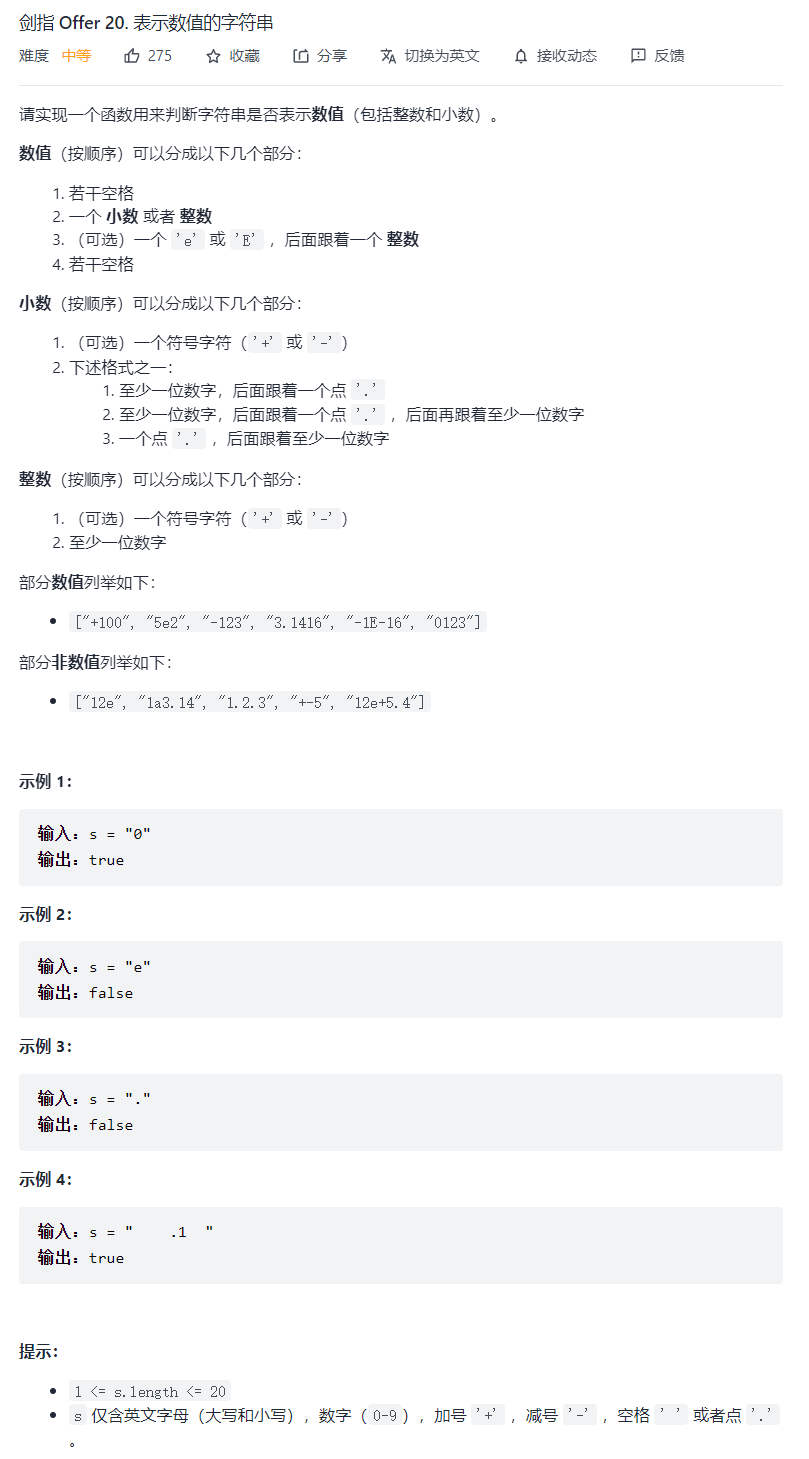 剑指 Offer 20. 表示数值的字符串
难度 中等 275 收藏 分享 切换为英文 接收动态 反馈
请实现一个函数用来判断字符串是否表示数值（包括整数和小数）。
数值（按顺序）可以分成以下几个部分：
1. 若干空格
2. 一个 小数 或者 整数
3. （可选）一个 'e' 或 'E' ，后面跟着一个 整数
4. 若干空格
小数（按顺序）可以分成以下几个部分：
1. （可选）一个符号字符（'+' 或 '-'）
2. 下述格式之一：
1. 至少一位数字，后面跟着一个点 '.'
2. 至少一位数字，后面跟着一个点 '.' ，后面再跟着至少一位数字
3. 一个点 '.' ，后面跟着至少一位数字
整数（按顺序）可以分成以下几个部分：
1. （可选）一个符号字符（'+' 或 '-'）
2. 至少一位数字
部分数值列举如下：
["+100", "5e2", "-123", "3.1416", "-1E-16", "0123"]
部分非数值列举如下：
["12e", "1a3.14", "1.2.3", "+-5", "12e+5.4"]
示例 1：
输入：s = "0"
输出：true
示例 2：
输入：s = "e"
输出：false
示例 3：
输入：s = "."
输出：false
示例 4：
输入：s = "    .1  "
输出：true
提示：
1 <= s.length <= 20
s 仅含英文字母（大写和小写），数字（0-9），加号 '+' ，减号 '-' ，空格 ' ' 或者点 '.'
。